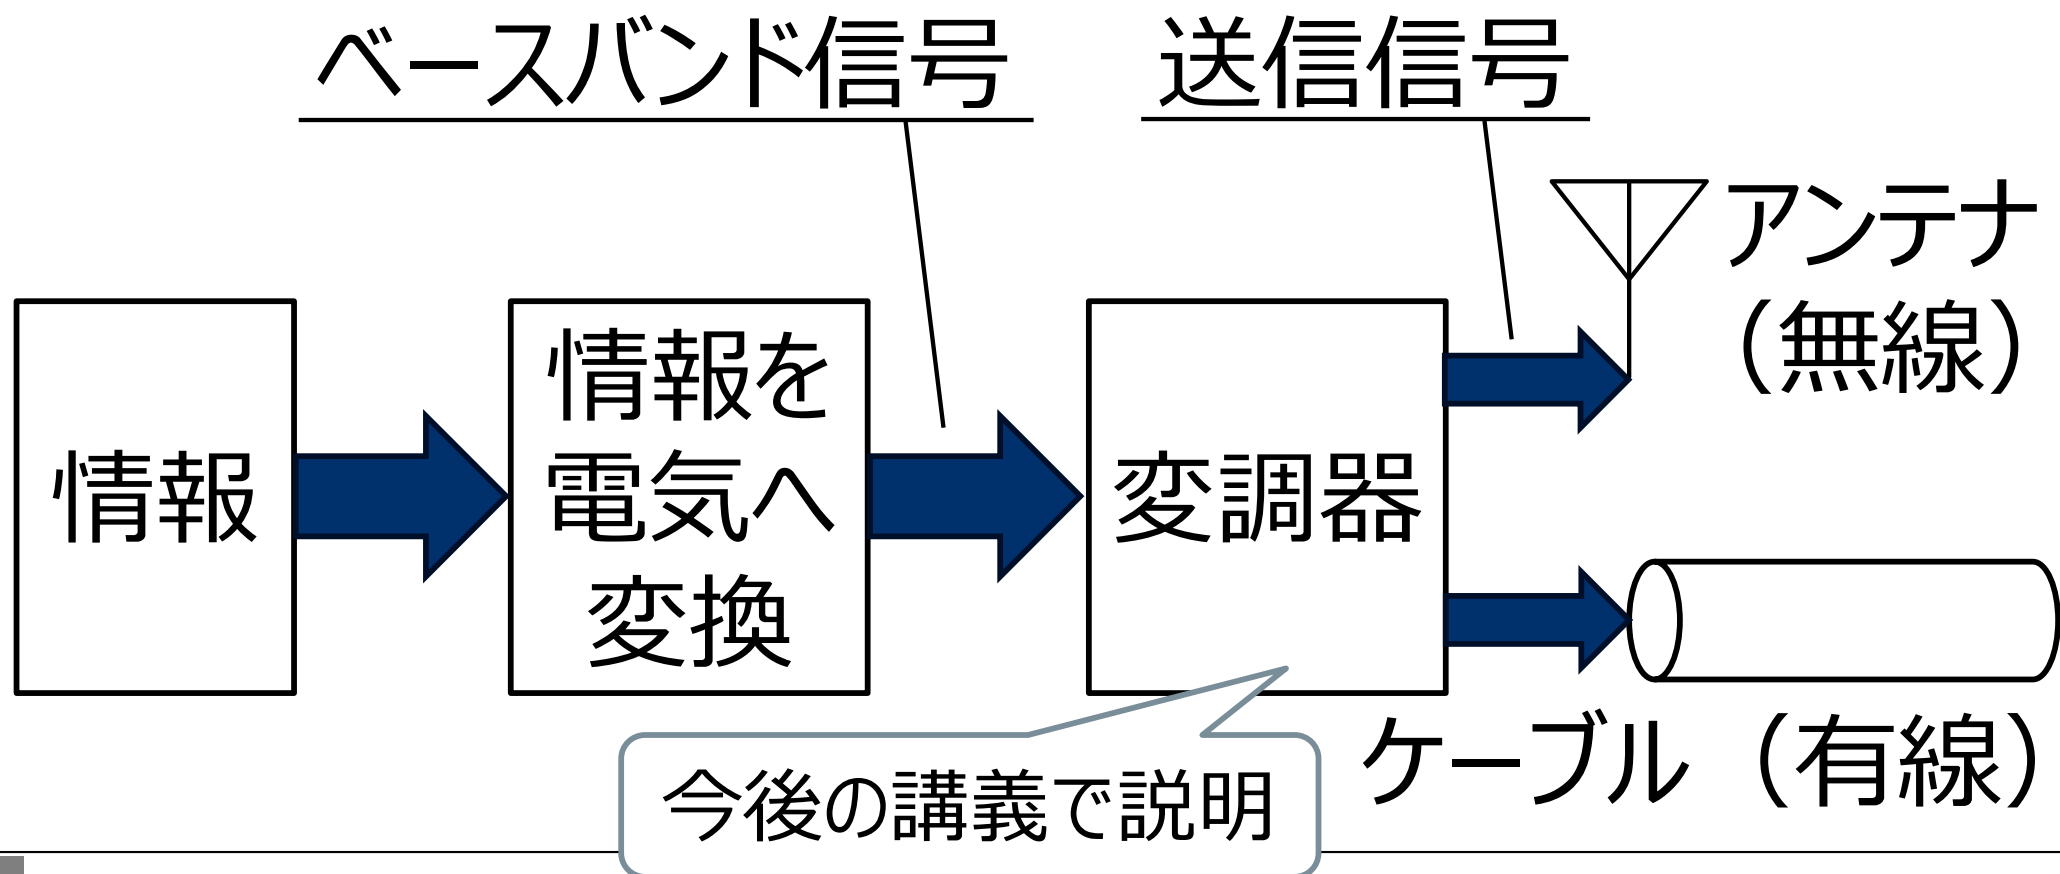 ベースバンド信号
送信信号
アンテナ
（無線）
情報
情報を
電気へ
変換
変調器
ケーブル（有線）
今後の講義で説明